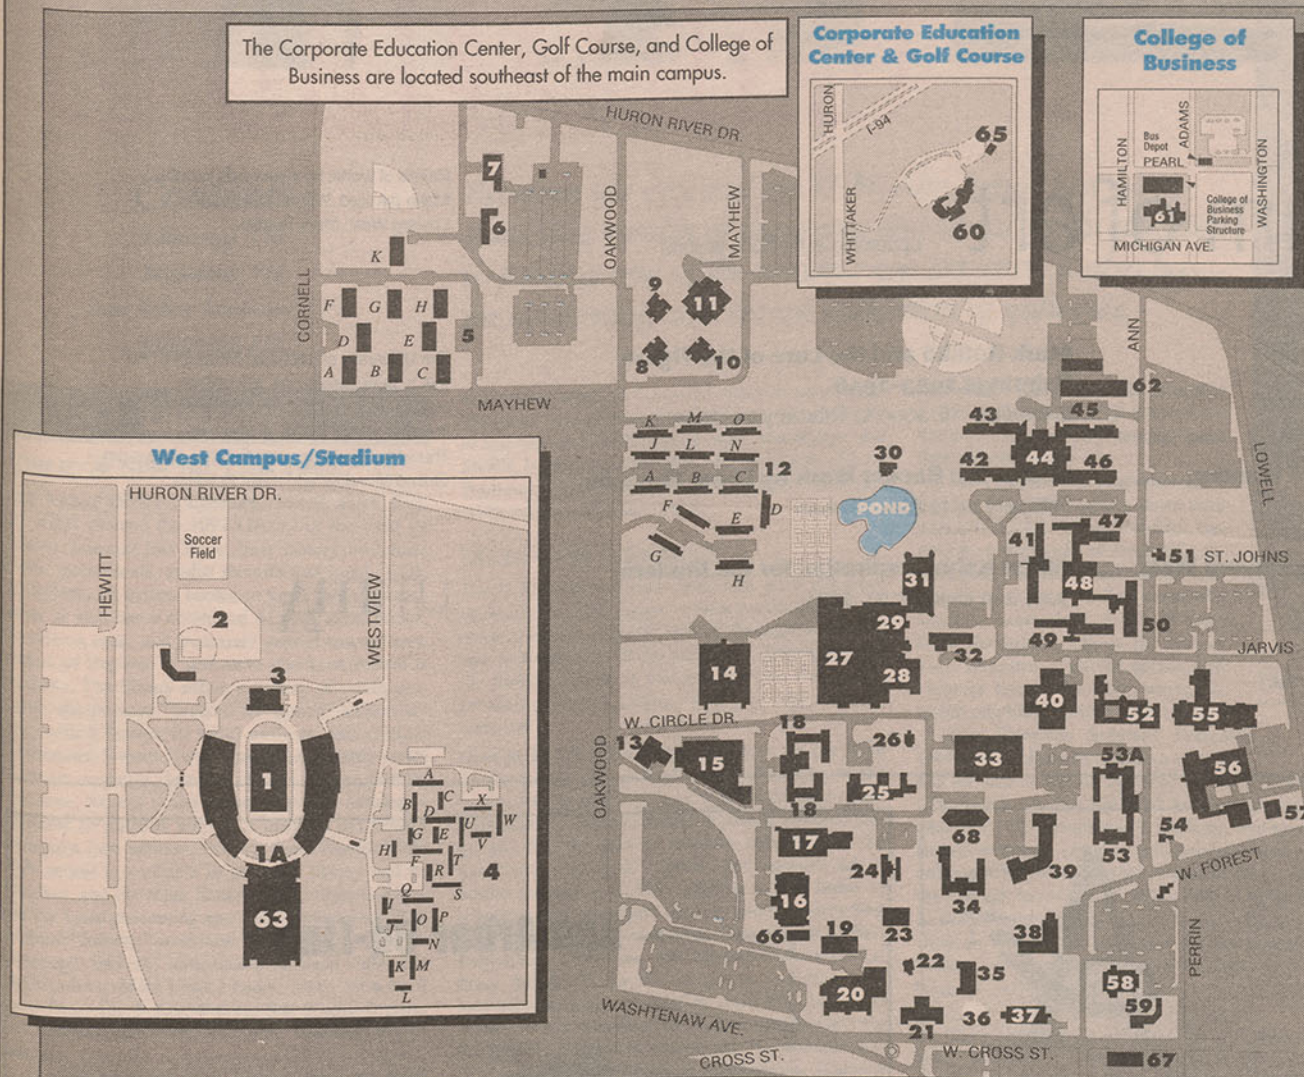 The Corporate Education Center, Golf Course, and College of
Business are located southeast of the main campus.
Corporate Education
Center & Golf Course
HURON
I-94
65
WHITTAKER
60
College of
Business
HAMILTON
ADAMS
WASHINGTON
Bus
Depot
PEARL
61
College of
Business
Parking
Structure
MICHIGAN AVE.
HURON RIVER DR.
7
6
OAKWOOD
MAYHEW
K
CORNELL
F
G
H
D
E
5
A
B
C
MAYHEW
9
11
8
10
ANN
62
K
M
O
J
L
N
A
B
C
12
F
E
D
G
H
30
POND
43
45
42
44
46
LOWELL
47
41
51
ST. JOHNS
48
31
50
49
29
27
28
32
JARVIS
14
40
52
55
W. CIRCLE DR.
13
15
18
26
33
53A
56
OAKWOOD
25
18
68
57
17
54
53
24
39
W. FOREST
34
16
66
19
23
38
PERRIN
22
35
58
20
59
21
36
37
WASHTENAW AVE.
CROSS ST.
W. CROSS ST.
67
West Campus/Stadium
HURON RIVER DR.
Soccer
Field
HEWITT
WESTVIEW
2
3
1
1A
63
A
B
C
D
X
G
E
U
W
V
H
F
T
R
4
Q
S
I
J
O
P
N
K
M
L